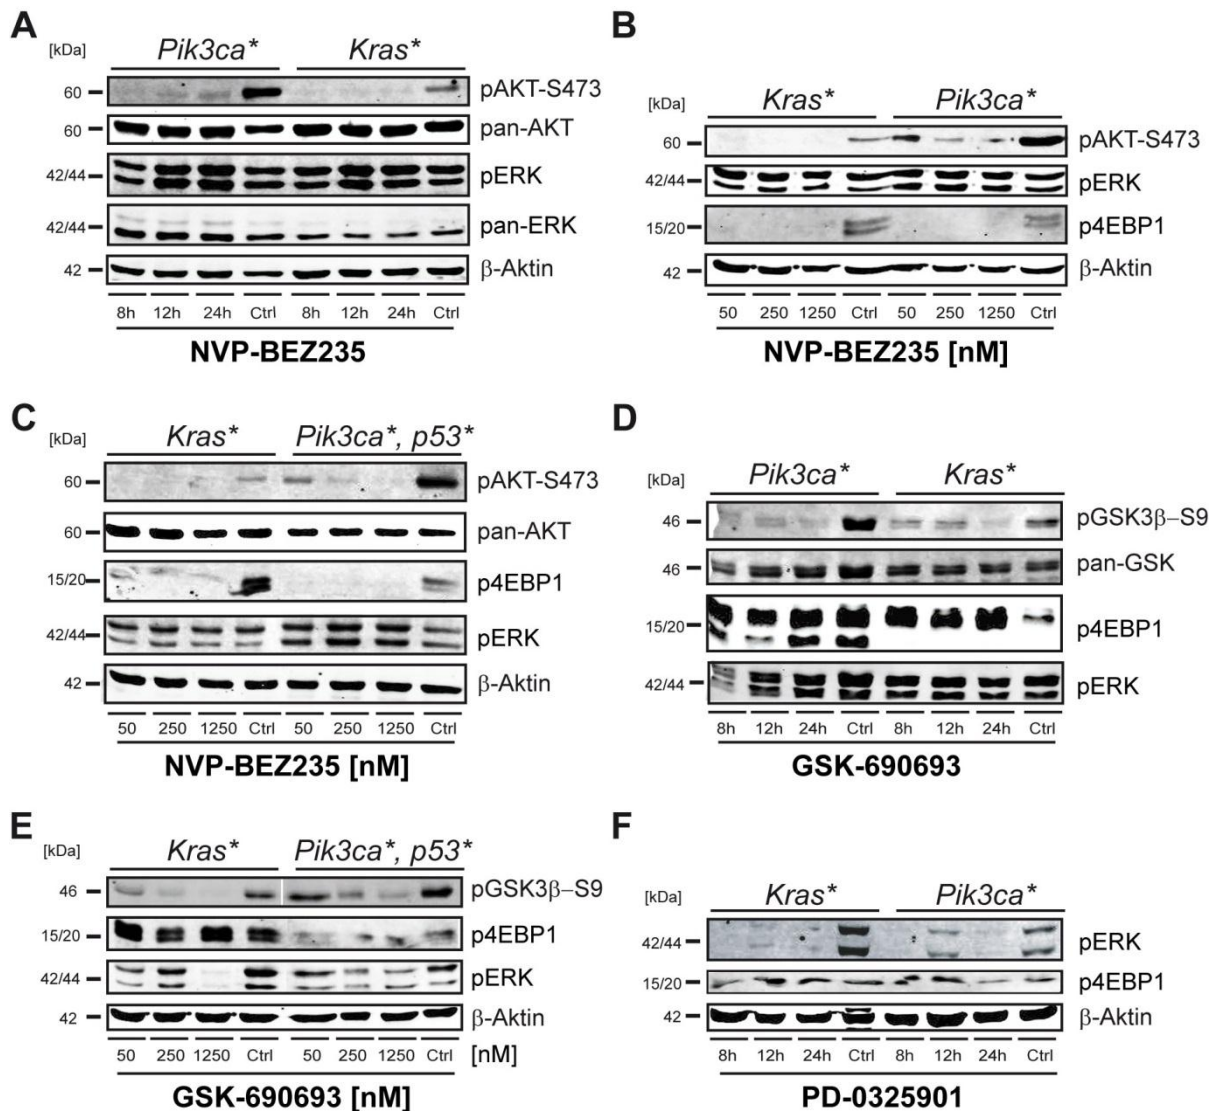 A
[kDa]
Pik3ca* Kras*
60 pAKT-S473
60 pan-AKT
42/44 pERK
42/44 pan-ERK
42 β-Aktin
8h 12h 24h Ctrl 8h 12h 24h Ctrl
NVP-BEZ235
B
[kDa]
Kras* Pik3ca*
60 pAKT-S473
42/44 pERK
15/20 p4EBP1
42 β-Aktin
50 250 1250 Ctrl 50 250 1250 Ctrl
NVP-BEZ235 [nM]
C
[kDa]
Kras* Pik3ca*, p53*
60 pAKT-S473
60 pan-AKT
15/20 p4EBP1
42/44 pERK
42 β-Aktin
50 250 1250 Ctrl 50 250 1250 Ctrl
NVP-BEZ235 [nM]
D
[kDa]
Pik3ca* Kras*
46 pGSK3β–S9
46 pan-GSK
15/20 p4EBP1
42/44 pERK
8h 12h 24h Ctrl 8h 12h 24h Ctrl
GSK-690693
E
[kDa]
Kras* Pik3ca*, p53*
46 pGSK3β–S9
15/20 p4EBP1
42/44 pERK
42 β-Aktin
50 250 1250 Ctrl 50 250 1250 Ctrl [nM]
GSK-690693 [nM]
F
[kDa]
Kras* Pik3ca*
42/44 pERK
15/20 p4EBP1
42 β-Aktin
8h 12h 24h Ctrl 8h 12h 24h Ctrl
PD-0325901